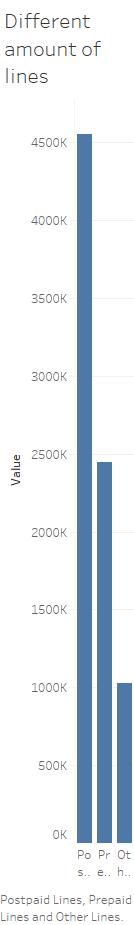 Different
amount of
lines
4500K
4000K
3500K
3000K
2500K
2000K
1500K
1000K
500K
0K
Value
Po Pr Ot
s.. e.. h..
Postpaid Lines, Prepaid
Lines and Other Lines.